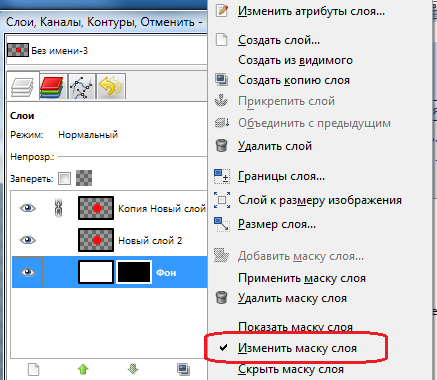 Слои, Каналы, Контуры, Отменить -
Без имени-3
Слои
Режим: Нормальный
Непрозр.:
Запереть:
Копия Новый слой
Новый слой 2
Фон
Изменить атрибуты слоя...
Создать слой...
Создать из видимого
Создать копию слоя
Прикрепить слой
Объединить с предыдущим
Удалить слой
Границы слоя...
Слой к размеру изображения
Размер слоя...
Добавить маску слоя...
Применить маску слоя
Удалить маску слоя
Показать маску слоя
Изменить маску слоя
Скрыть маску слоя